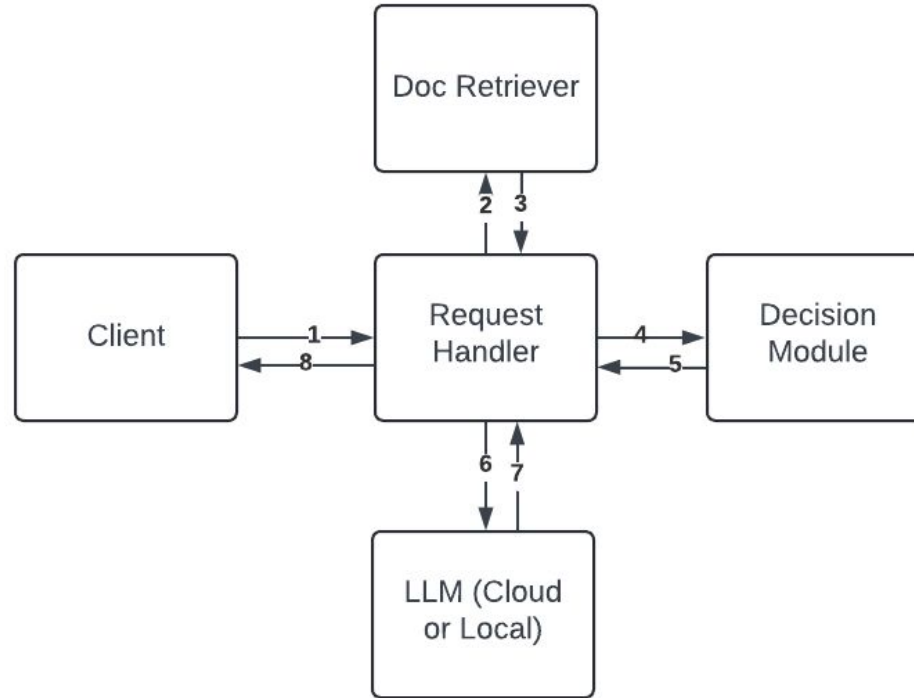 Doc Retriever
2
3
Client
1
8
Request
Handler
4
5
Decision
Module
6
7
LLM (Cloud
or Local)